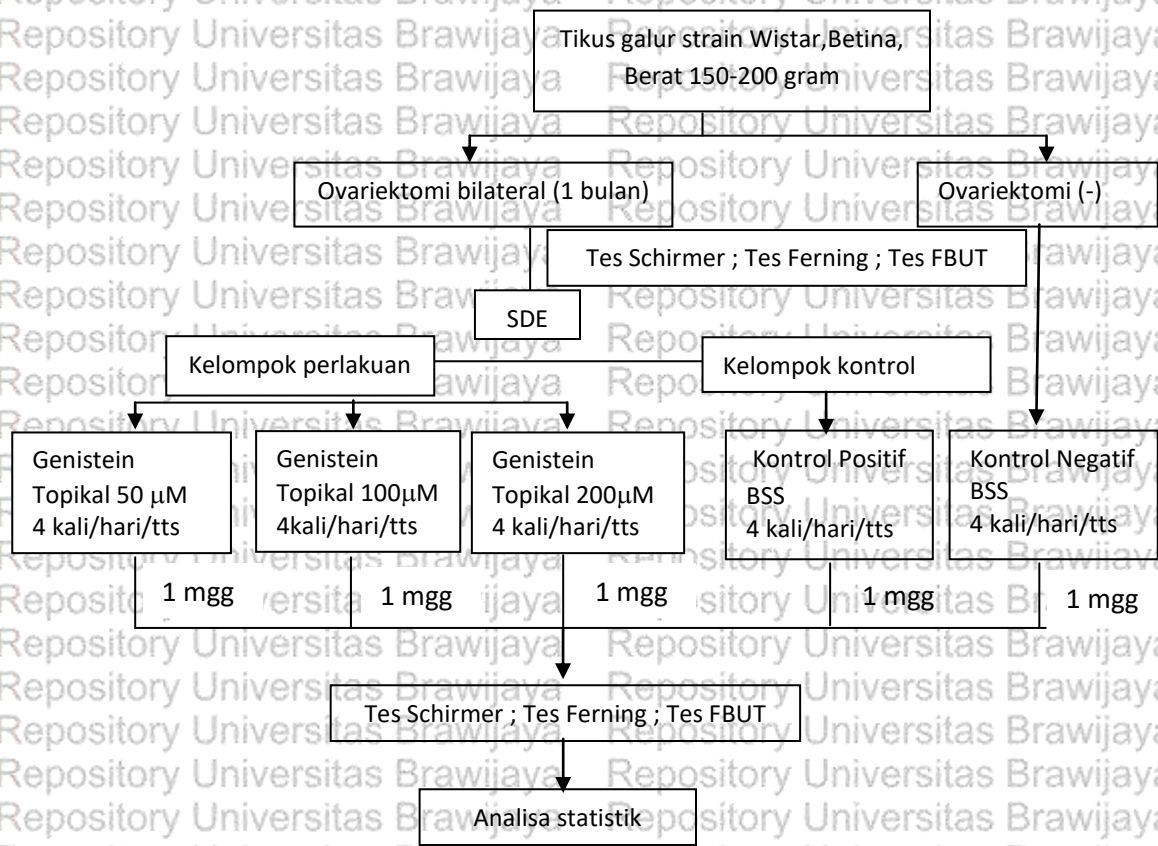 Tikus galur strain Wistar,Betina,
Berat 150-200 gram
Ovariektomi bilateral (1 bulan)
Ovariektomi (-)
Tes Schirmer ; Tes Ferning ; Tes FBUT
SDE
Kelompok perlakuan
Kelompok kontrol
Genistein
Topikal 50 μM
4 kali/hari/tts
Genistein
Topikal 100μM
4kali/hari/tts
Genistein
Topikal 200μM
4 kali/hari/tts
Kontrol Positif
BSS
4 kali/hari/tts
Kontrol Negatif
BSS
4 kali/hari/tts
1 mgg
1 mgg
1 mgg
1 mgg
1 mgg
Tes Schirmer ; Tes Ferning ; Tes FBUT
Analisa statistik
Repository Universitas Brawijaya